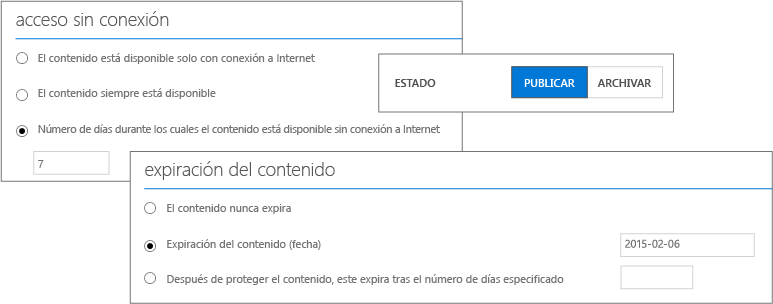 acceso sin conexión
El contenido está disponible solo con conexión a Internet
El contenido siempre está disponible
Número de días durante los cuales el contenido está disponible sin conexión a Internet
7
ESTADO PUBLICAR ARCHIVAR
expiración del contenido
El contenido nunca expira
Expiración del contenido (fecha) 2015-02-06
Después de proteger el contenido, este expira tras el número de días especificado